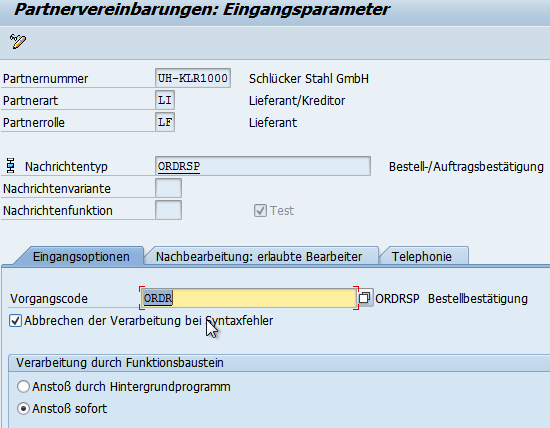 Partnervereinbarungen: Eingangsparameter
Partnernummer UH-KLR1000 Schlücker Stahl GmbH
Partnerart LI Lieferant/Kreditor
Partnerrolle LF Lieferant
Nachrichtentyp ORDRSP Bestell-/Auftragsbestätigung
Nachrichtenvariante
Nachrichtenfunktion Test
Eingangsoptionen Nachbearbeitung: erlaubte Bearbeiter Telephonie
Vorgangscode ORDR ORDRSP Bestellbestätigung
Abbrechen der Verarbeitung bei Syntaxfehler
Verarbeitung durch Funktionsbaustein
Anstoß durch Hintergrundprogramm
Anstoß sofort